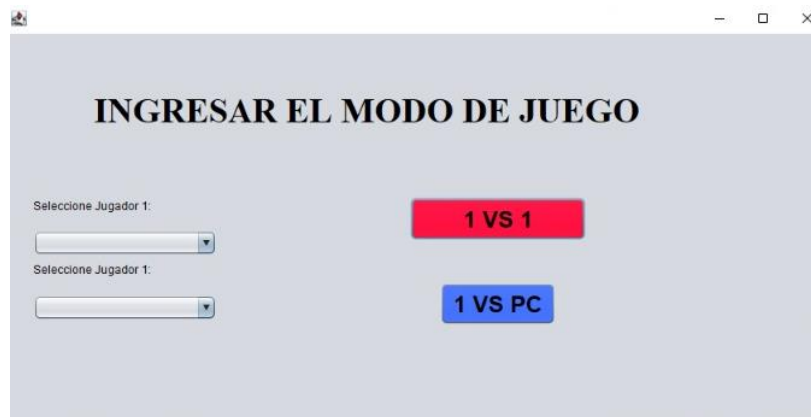 INGRESAR EL MODO DE JUEGO
Seleccione Jugador 1:
1 VS 1
Seleccione Jugador 1:
1 VS PC